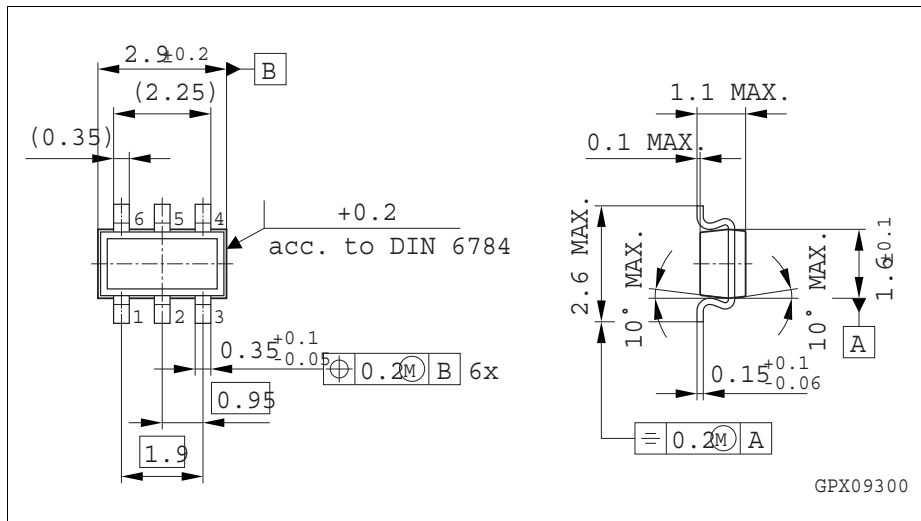 2.9±0.2
B
(2.25)
(0.35)
6 5 4
+0.2
acc. to DIN 6784
1 2 3
0.35 +0.1 -0.05
⌖ 0.2 Ⓜ B 6x
0.95
1.9
1.1 MAX.
0.1 MAX.
2.6 MAX.
10° MAX.
10° MAX.
1.6±0.1
A
0.15 +0.1 -0.06
⌯ 0.2 Ⓜ A
GPX09300